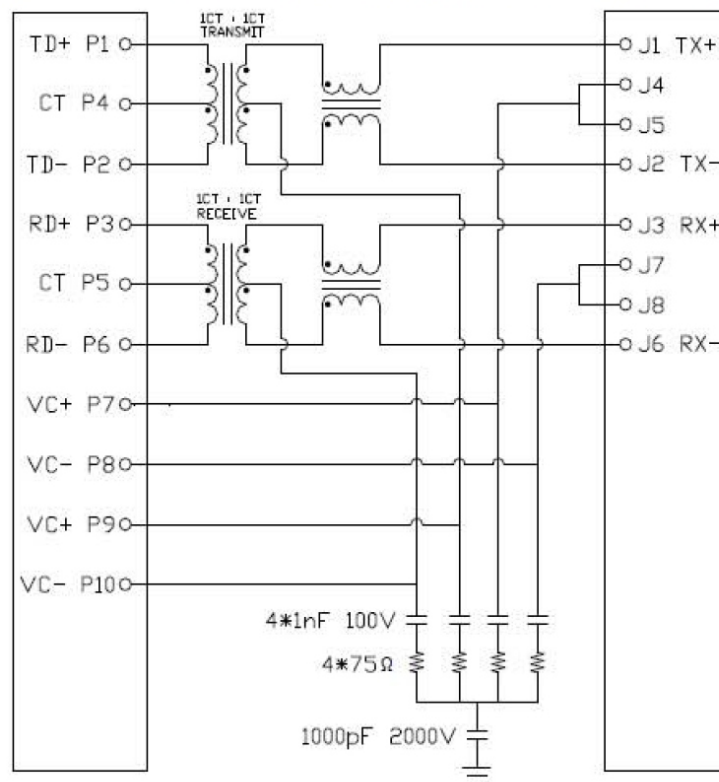 1CT : 1CT
TRANSMIT
TD+ P1
J1 TX+
J4
CT P4
J5
TD- P2
J2 TX-
1CT : 1CT
RECEIVE
RD+ P3
J3 RX+
J7
CT P5
J8
RD- P6
J6 RX-
VC+ P7
VC- P8
VC+ P9
VC- P10
4*1nF 100V
4*75Ω
1000pF 2000V